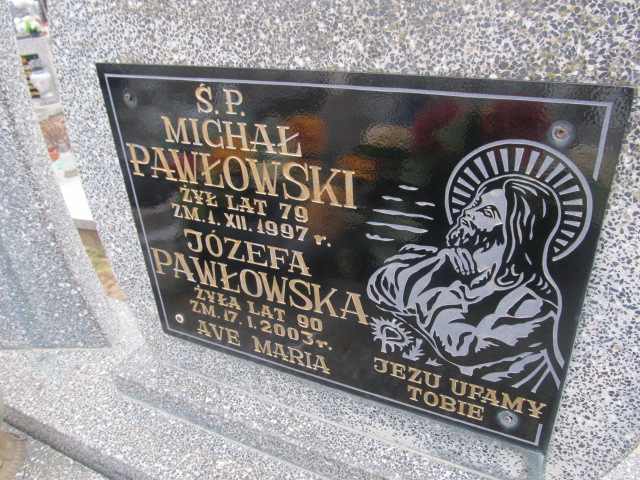 Ś.P.
MICHAŁ
PAWŁOWSKI
ŻYŁ LAT 79
ZM. 1. XII. 1997 r.
JÓZEFA
PAWŁOWSKA
ŻYŁA LAT 90
ZM. 17. I. 2003 r.
AVE MARIA
JEZU UFAMY
TOBIE